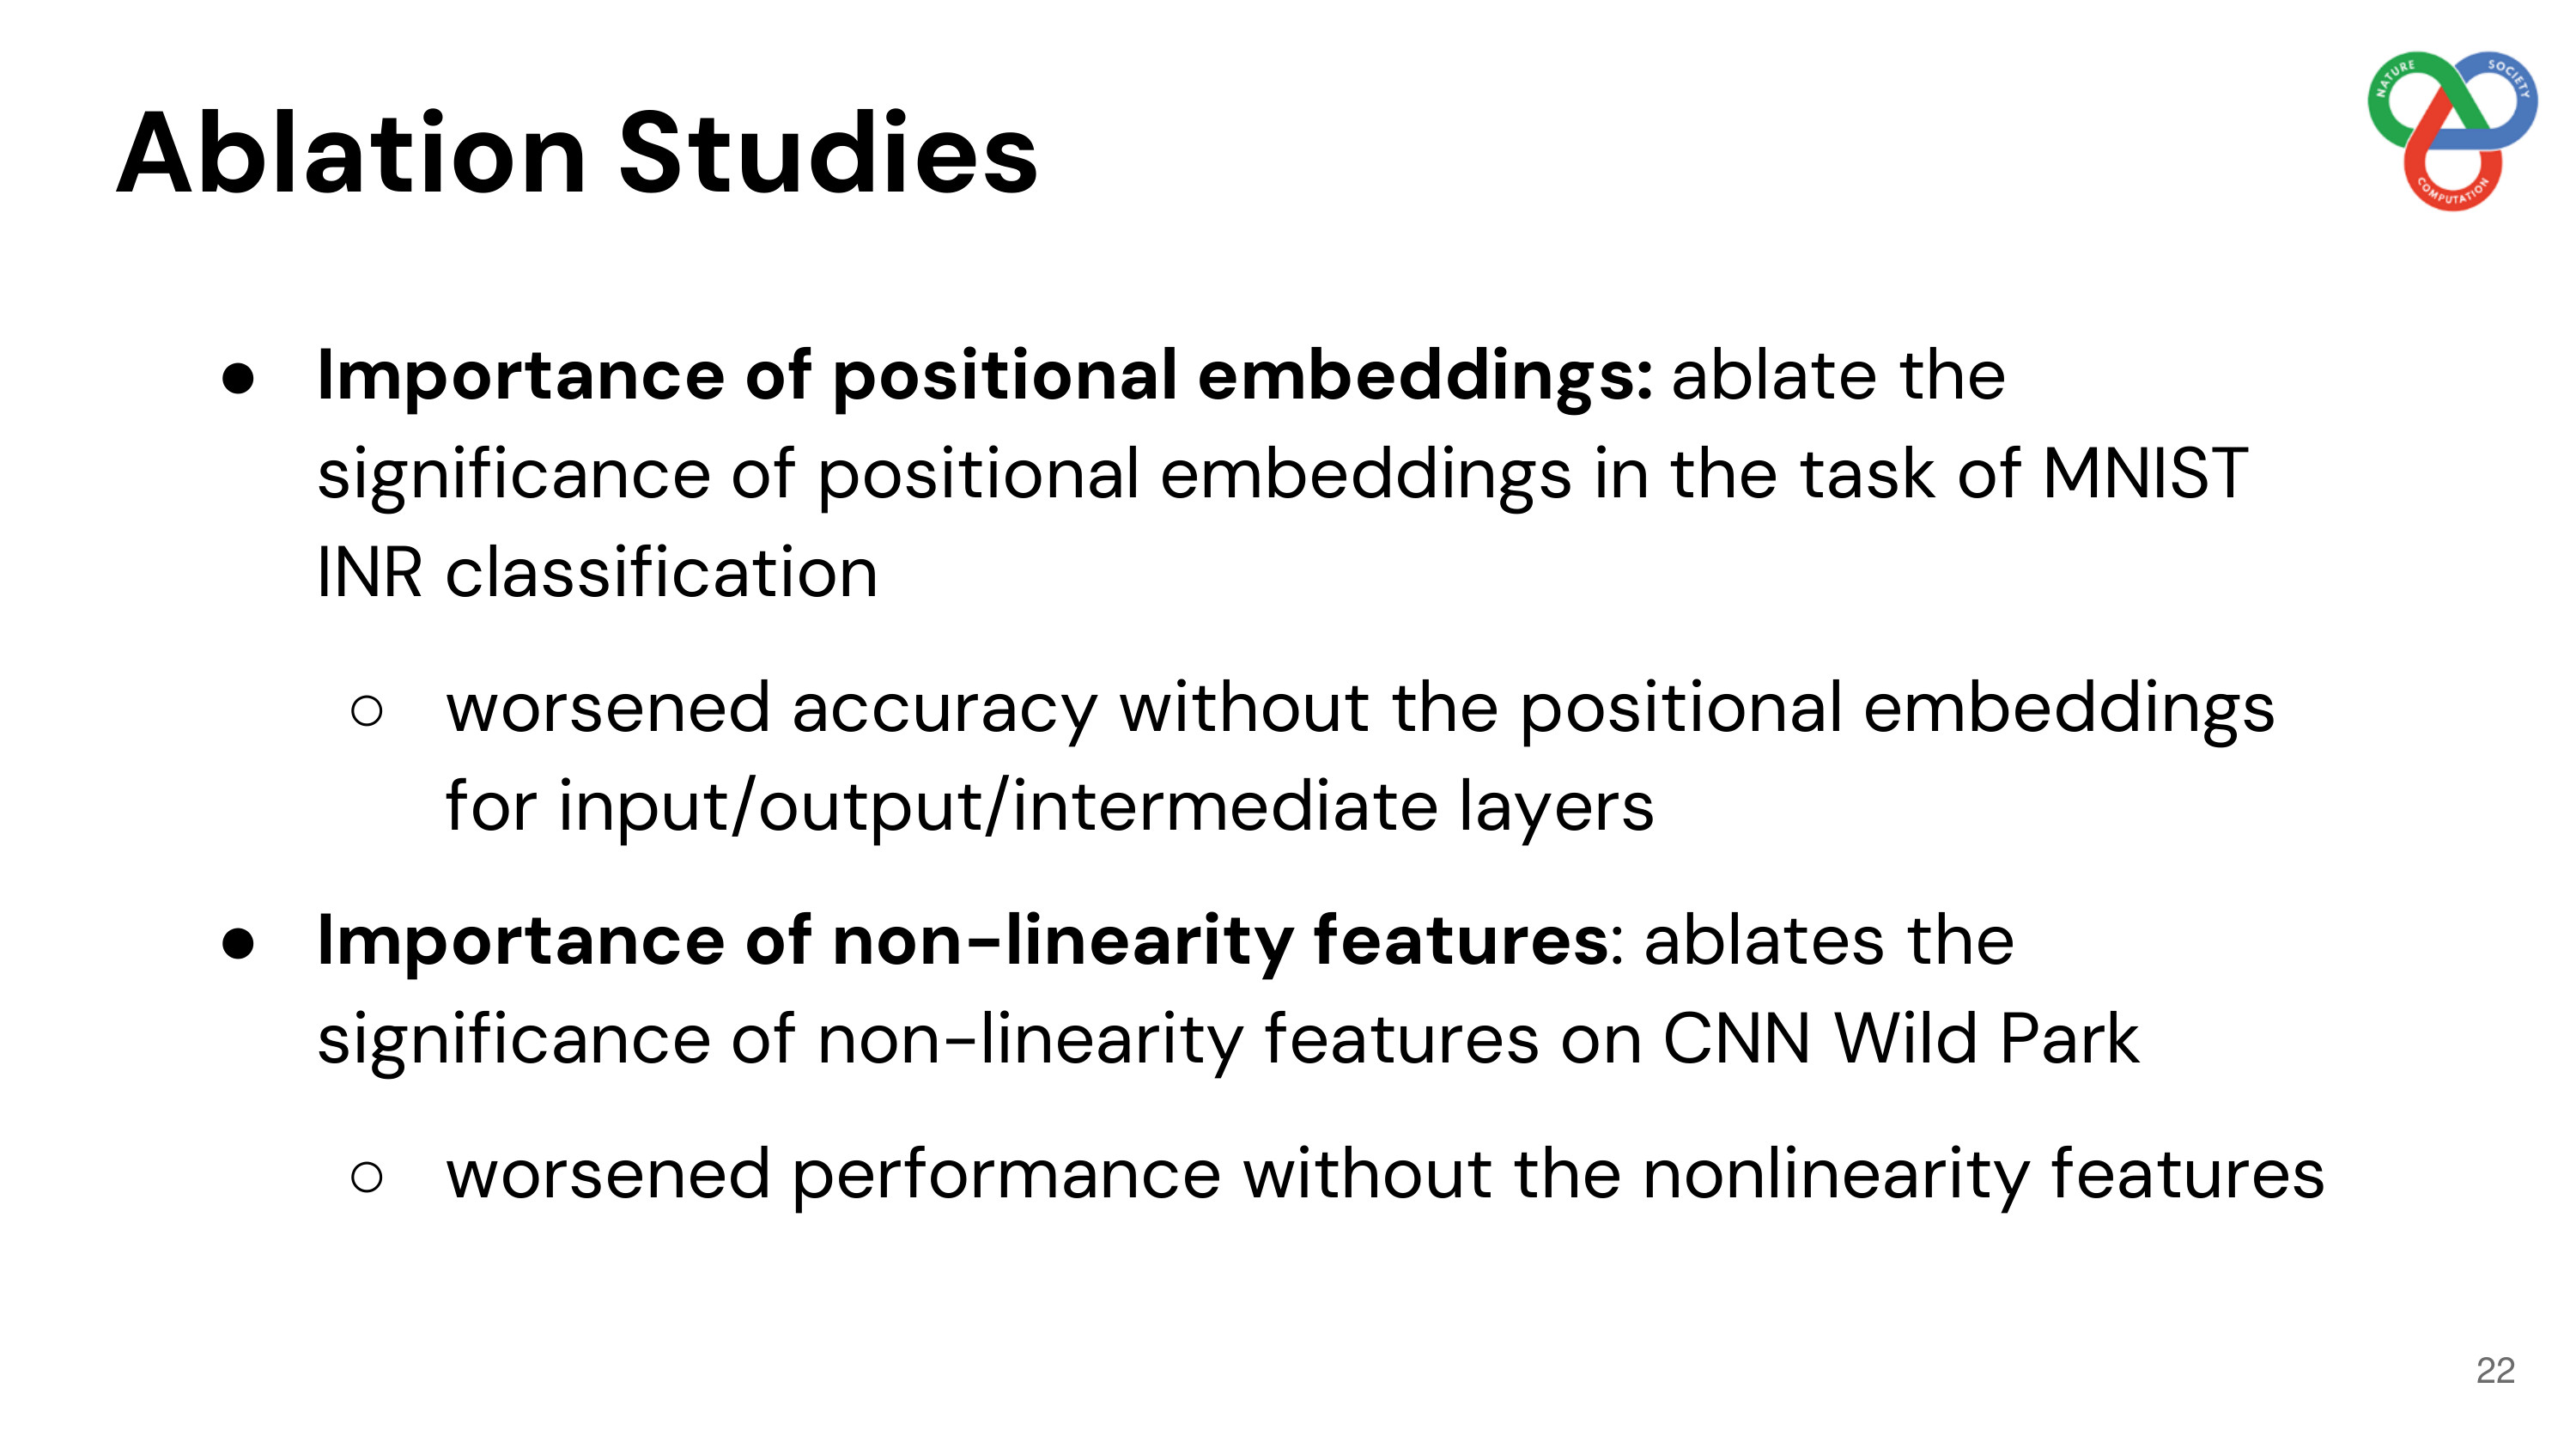 Ablation Studies
NATURE
SOCIETY
COMPUTATION
● Importance of positional embeddings: ablate the
significance of positional embeddings in the task of MNIST
INR classification
○ worsened accuracy without the positional embeddings
for input/output/intermediate layers
● Importance of non-linearity features: ablates the
significance of non-linearity features on CNN Wild Park
○ worsened performance without the nonlinearity features
22